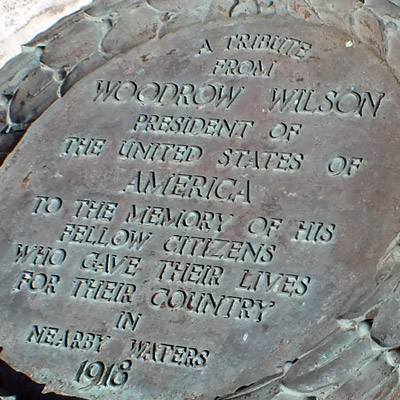 A TRIBUTE
FROM
WOODROW WILSON
PRESIDENT OF
THE UNITED STATES OF
AMERICA
TO THE MEMORY OF HIS
FELLOW CITIZENS
WHO GAVE THEIR LIVES
FOR THEIR COUNTRY
IN
NEARBY WATERS
1918